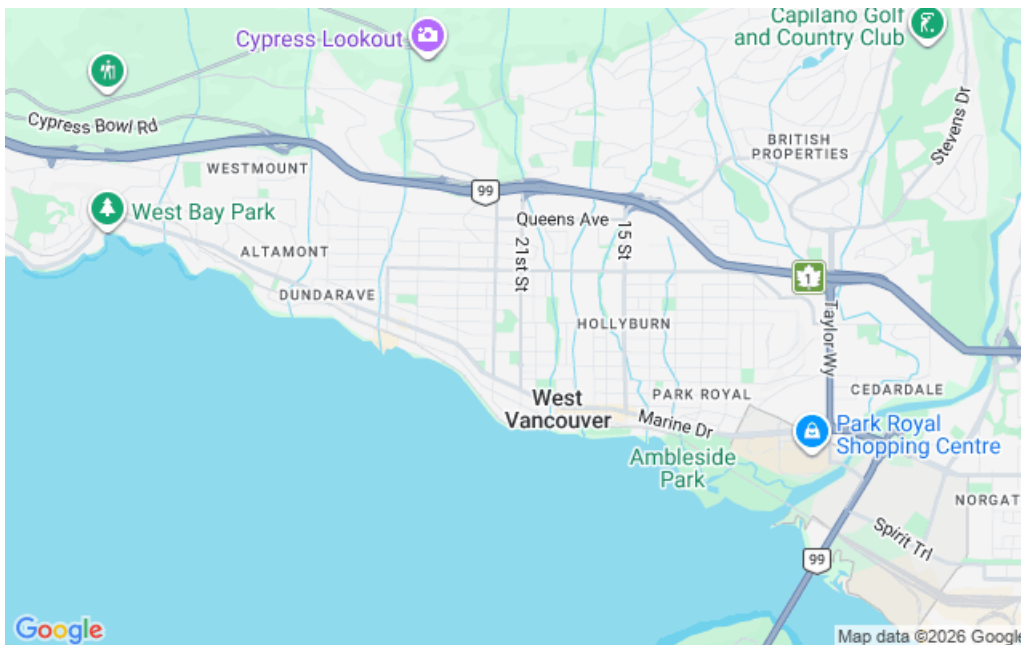 Capilano Golf
and Country Club
Cypress Lookout
Cypress Bowl Rd
Stevens Dr
BRITISH
PROPERTIES
WESTMOUNT
99
West Bay Park
Queens Ave
21st St
15 St
ALTAMONT
1
DUNDARAVE
Taylor Wy
HOLLYBURN
CEDARDALE
PARK ROYAL
West
Vancouver
Marine Dr
Park Royal
Shopping Centre
Ambleside
Park
NORGAT
Spirit Trl
99
Google
Map data ©2026 Google